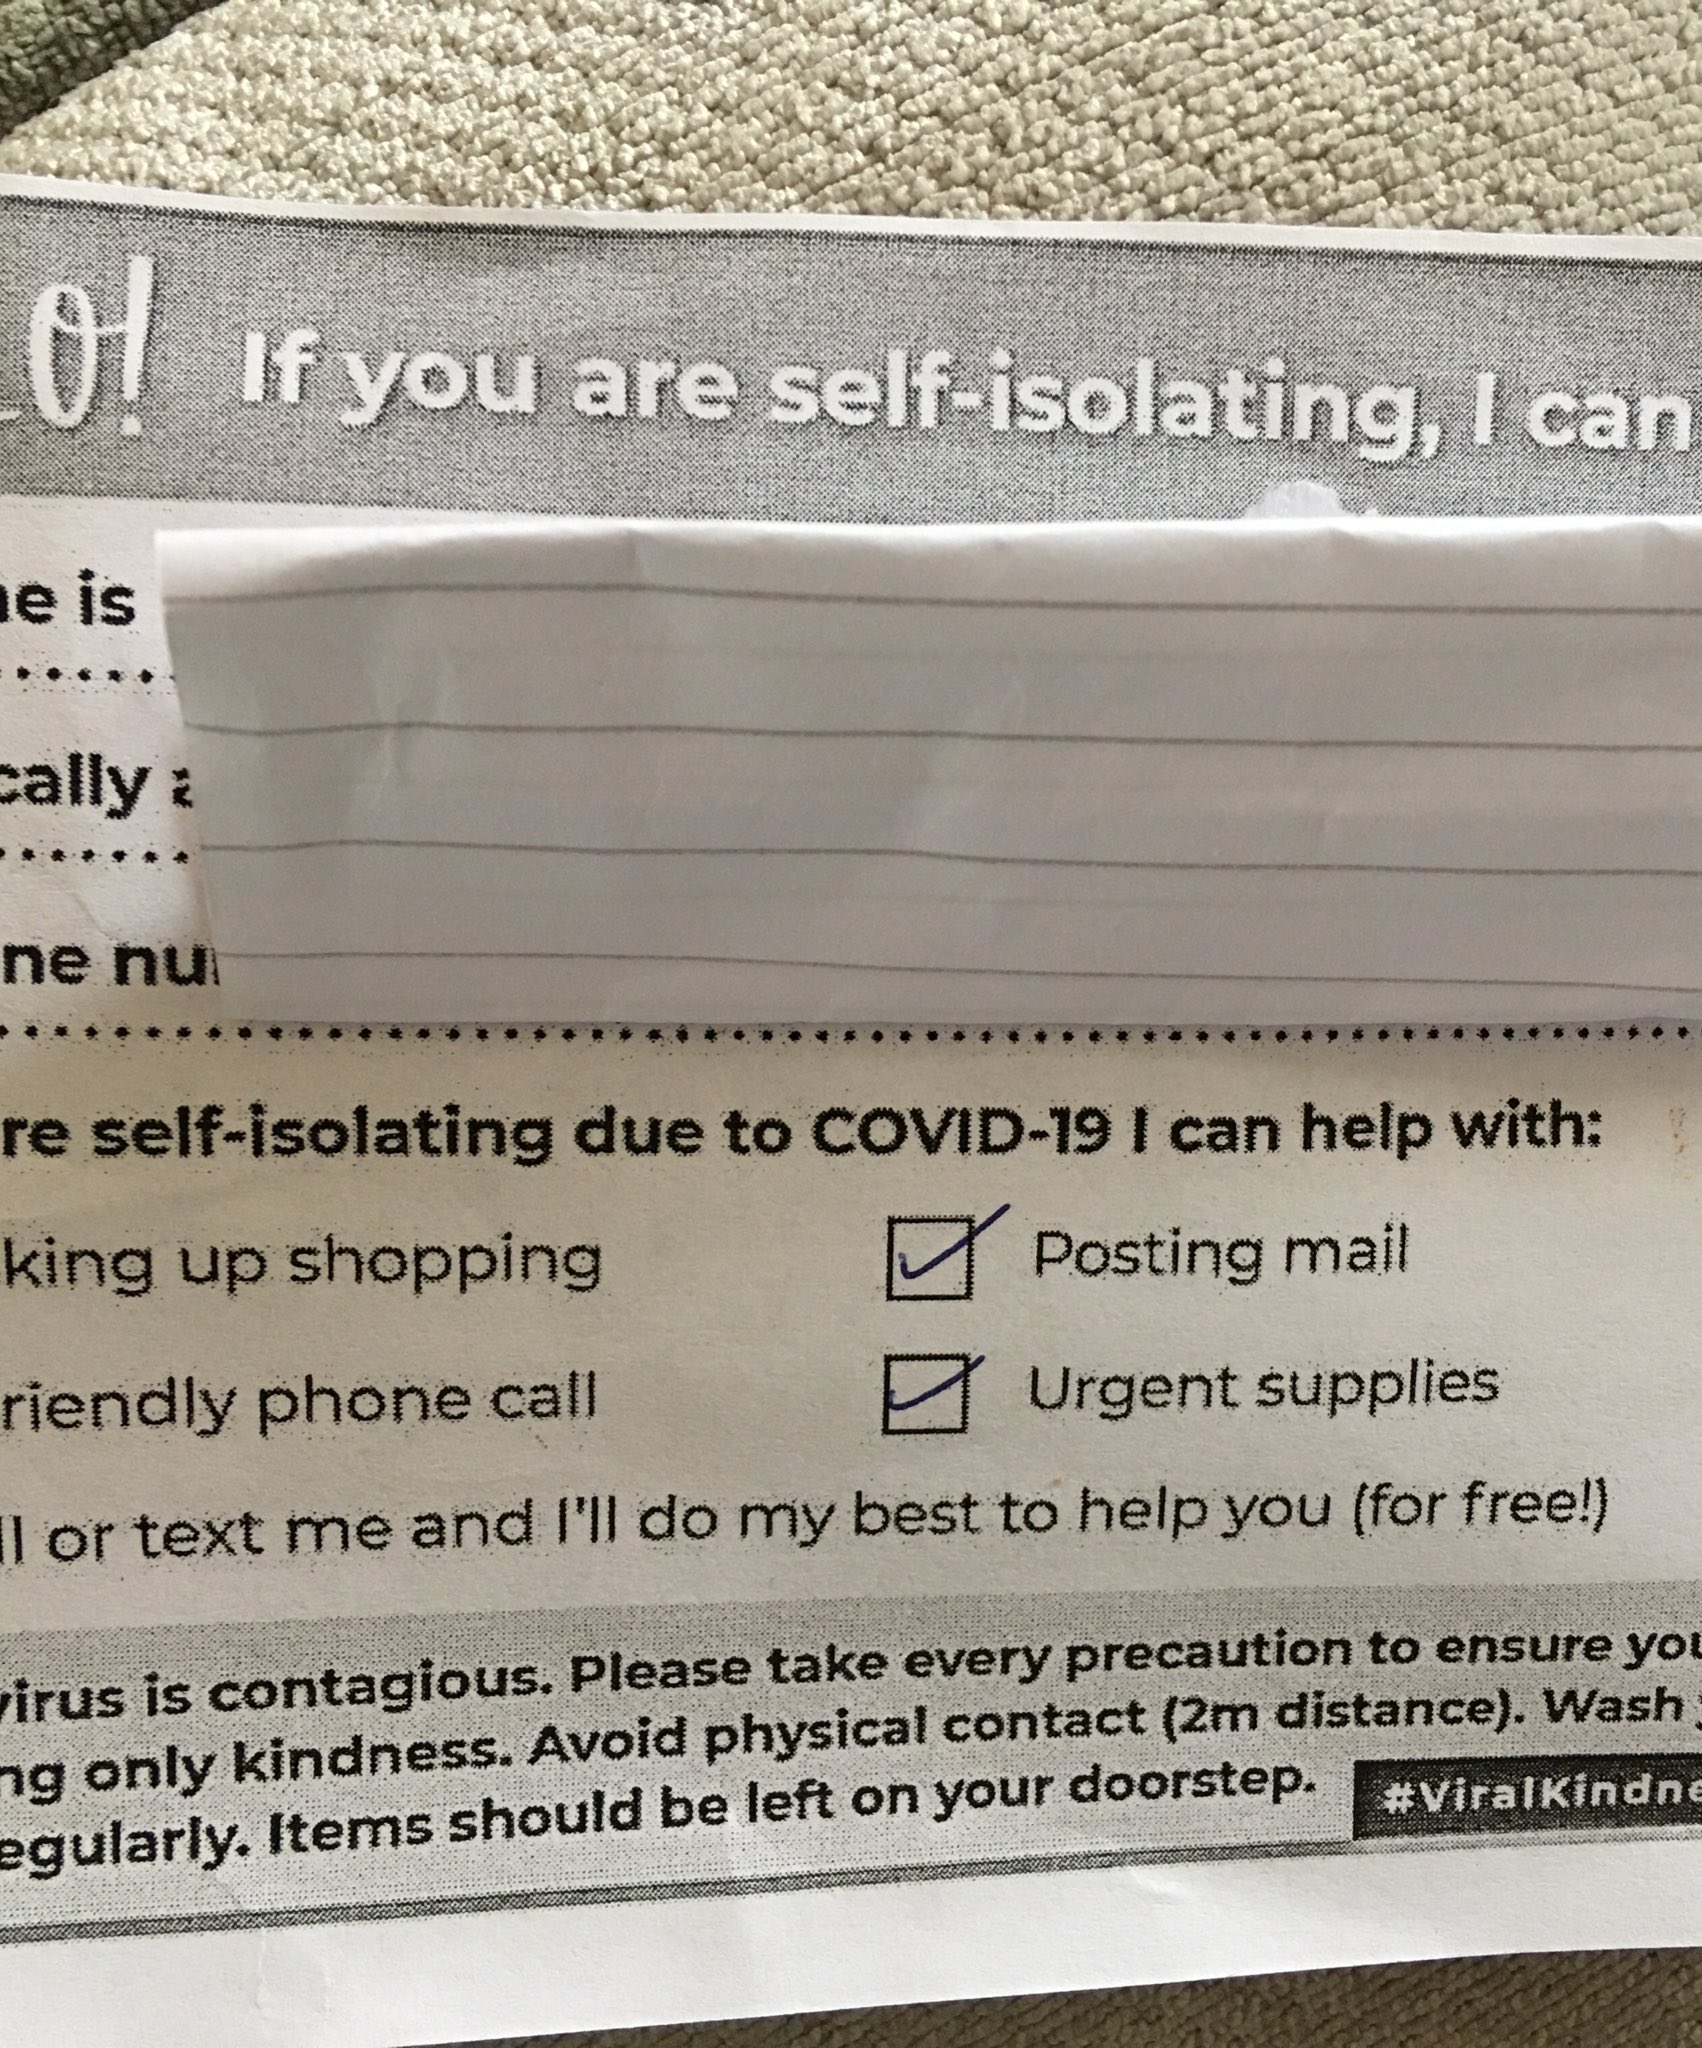 LO! If you are self-isolating, I can
me is
cally a
ne nu
re self-isolating due to COVID-19 I can help with:
king up shopping Posting mail
riendly phone call Urgent supplies
ll or text me and I'll do my best to help you (for free!)
virus is contagious. Please take every precaution to ensure you
ng only kindness. Avoid physical contact (2m distance). Wash y
egularly. Items should be left on your doorstep. #ViralKindne